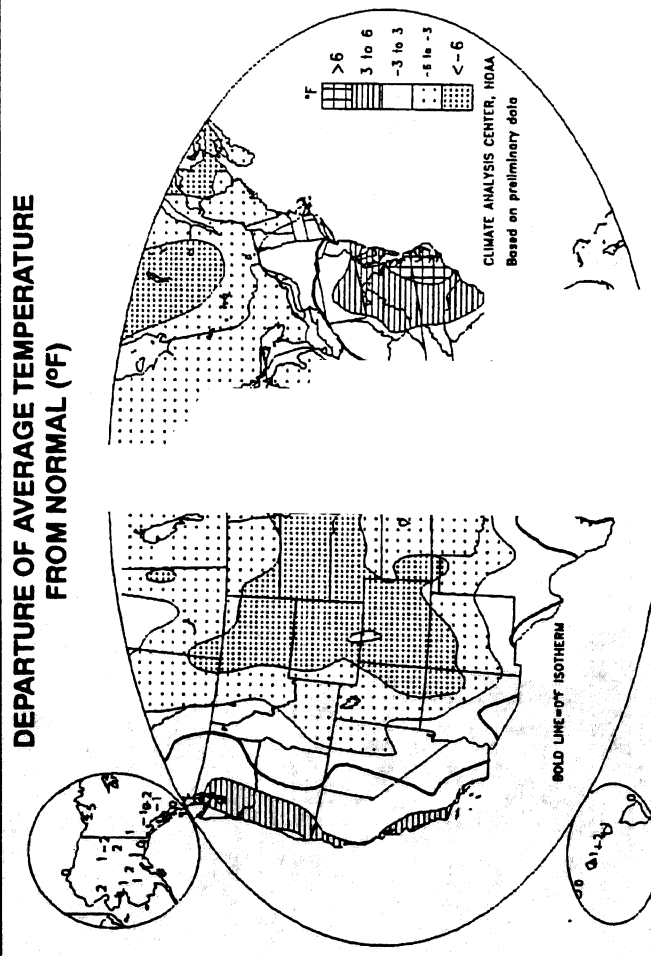 DEPARTURE OF AVERAGE TEMPERATURE
FROM NORMAL (°F)
°F
>6
3 to 6
-3 to 3
-6 to -3
<-6
CLIMATE ANALYSIS CENTER, NOAA
Based on preliminary data
BOLD LINE=0°F ISOTHERM